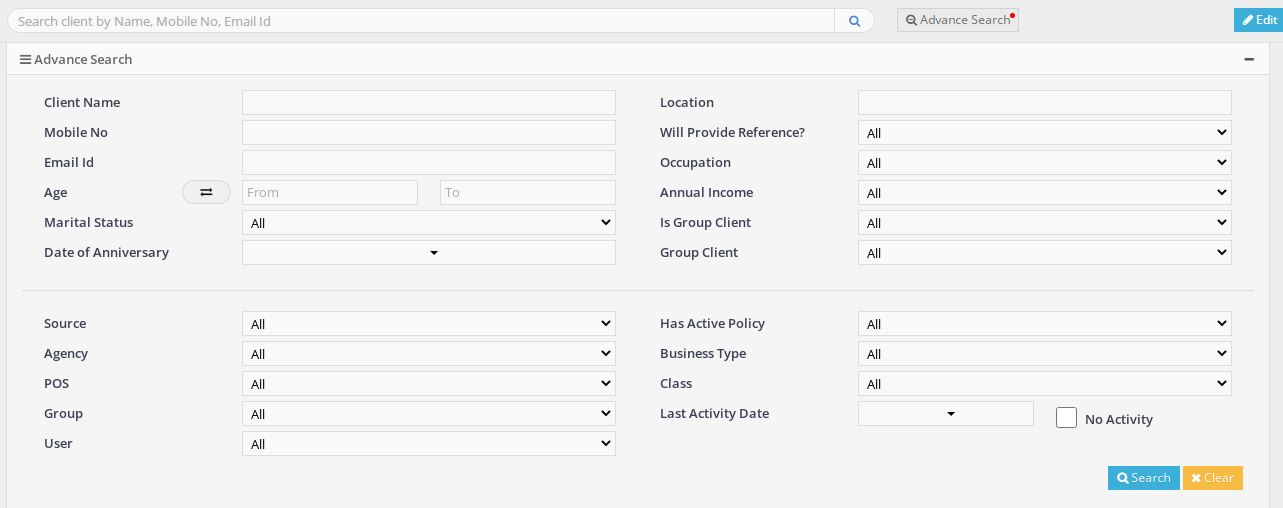 Search client by Name, Mobile No, Email Id
Advance Search
Edit
Advance Search
Client Name
Location
Mobile No
Will Provide Reference? All
Email Id
Occupation All
Age From To
Annual Income All
Marital Status All
Is Group Client All
Date of Anniversary
Group Client All
Source All
Has Active Policy All
Agency All
Business Type All
POS All
Class All
Group All
Last Activity Date No Activity
User All
Search Clear